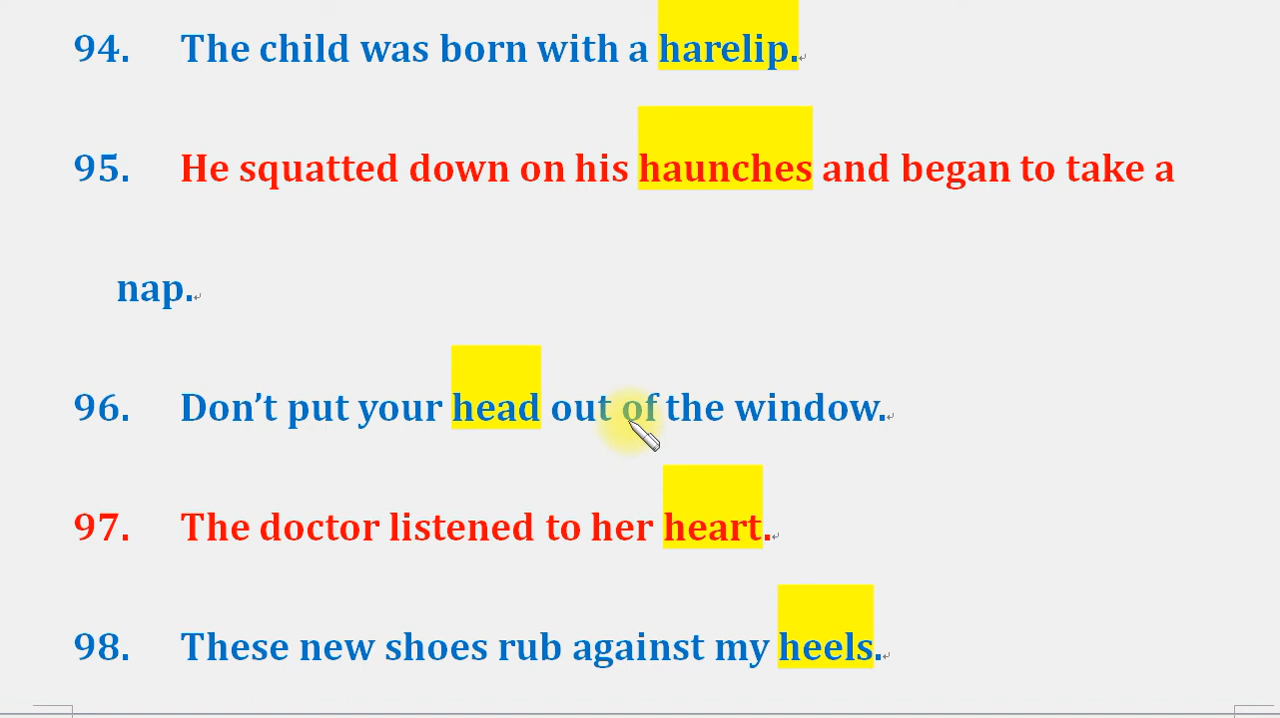 94. The child was born with a harelip.
95. He squatted down on his haunches and began to take a
nap.
96. Don’t put your head out of the window.
97. The doctor listened to her heart.
98. These new shoes rub against my heels.